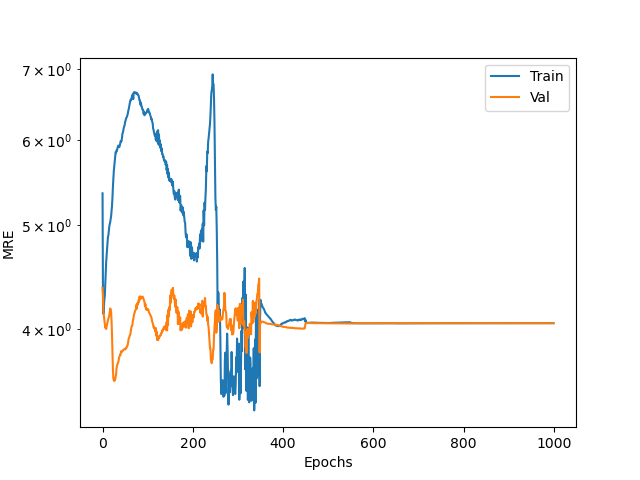 7 × 10⁰
6 × 10⁰
5 × 10⁰
4 × 10⁰
MRE
Train
Val
0 200 400 600 800 1000
Epochs